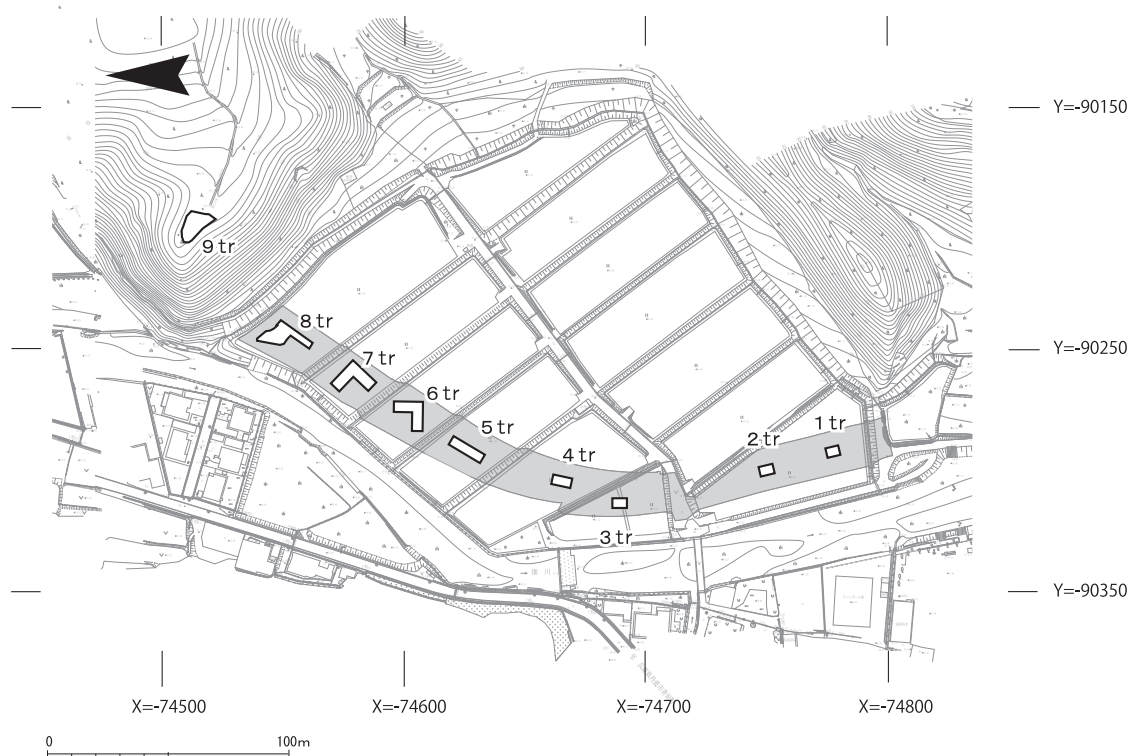 Y=-90150
9 tr
8 tr
Y=-90250
7 tr
6 tr
5 tr
1 tr
2 tr
4 tr
3 tr
Y=-90350
X=-74500
X=-74600
X=-74700
X=-74800
0
100m